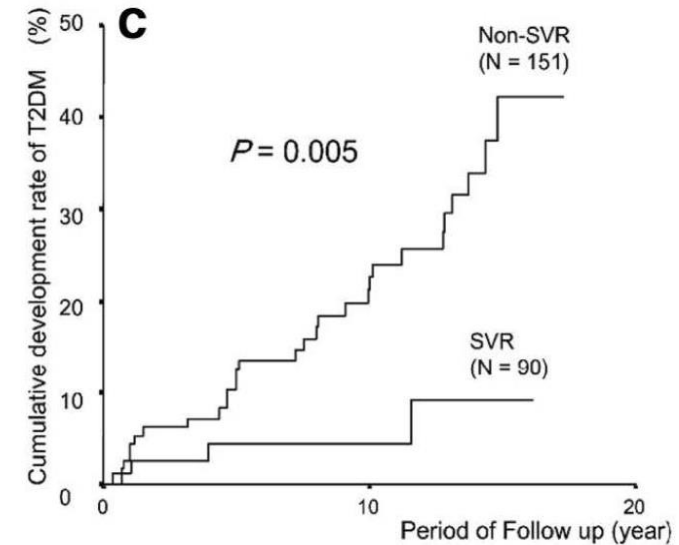 C
Cumulative development rate of T2DM (%)
50
40
30
20
10
0
Non-SVR
(N = 151)
P = 0.005
SVR
(N = 90)
0 10 20
Period of Follow up (year)